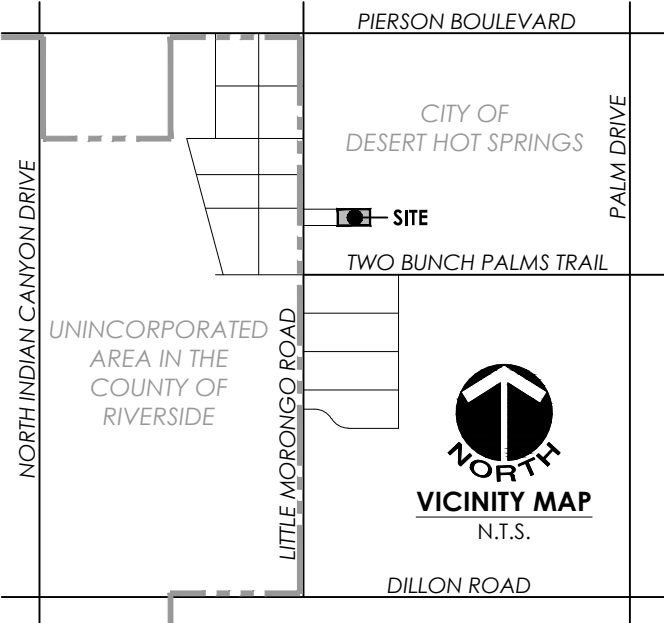 PIERSON BOULEVARD
CITY OF
DESERT HOT SPRINGS
PALM DRIVE
NORTH INDIAN CANYON DRIVE
SITE
TWO BUNCH PALMS TRAIL
UNINCORPORATED
AREA IN THE
COUNTY OF
RIVERSIDE
LITTLE MORONGO ROAD
NORTH
VICINITY MAP
N.T.S.
DILLON ROAD